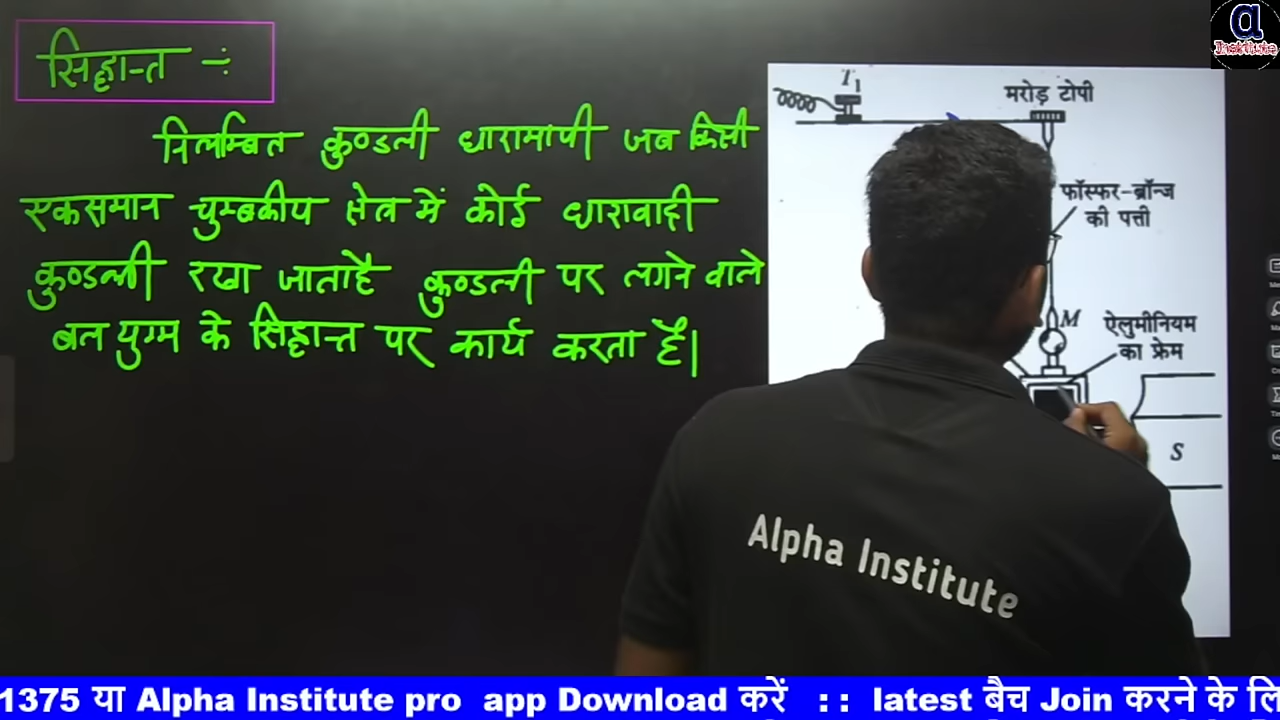 सिद्धान्त :-
निलम्बित कुण्डली धारामापी जब किसी
एकसमान चुम्बकीय क्षेत्र में कोई धारावाही
कुण्डली रखा जाता है कुण्डली पर लगने वाले
बल युग्म के सिद्धान्त पर कार्य करता है।
T1
मरोड़ टोपी
फॉस्फर-ब्रॉन्ज
की पत्ती
M
ऐलुमीनियम
का फ्रेम
S
Alpha Institute
α
Institute
1375 या Alpha Institute pro app Download करें :: latest बैच Join करने के लि